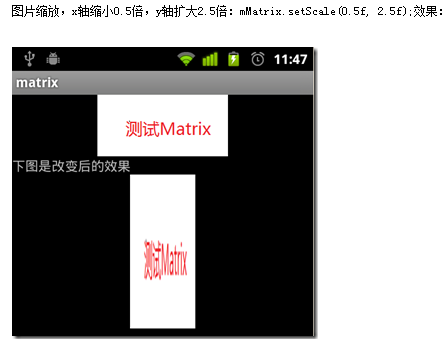 图片缩放，x轴缩小0.5倍，y轴扩大2.5倍：mMatrix.setScale(0.5f, 2.5f);效果：
11:47
matrix
测试Matrix
下图是改变后的效果
测试Matrix